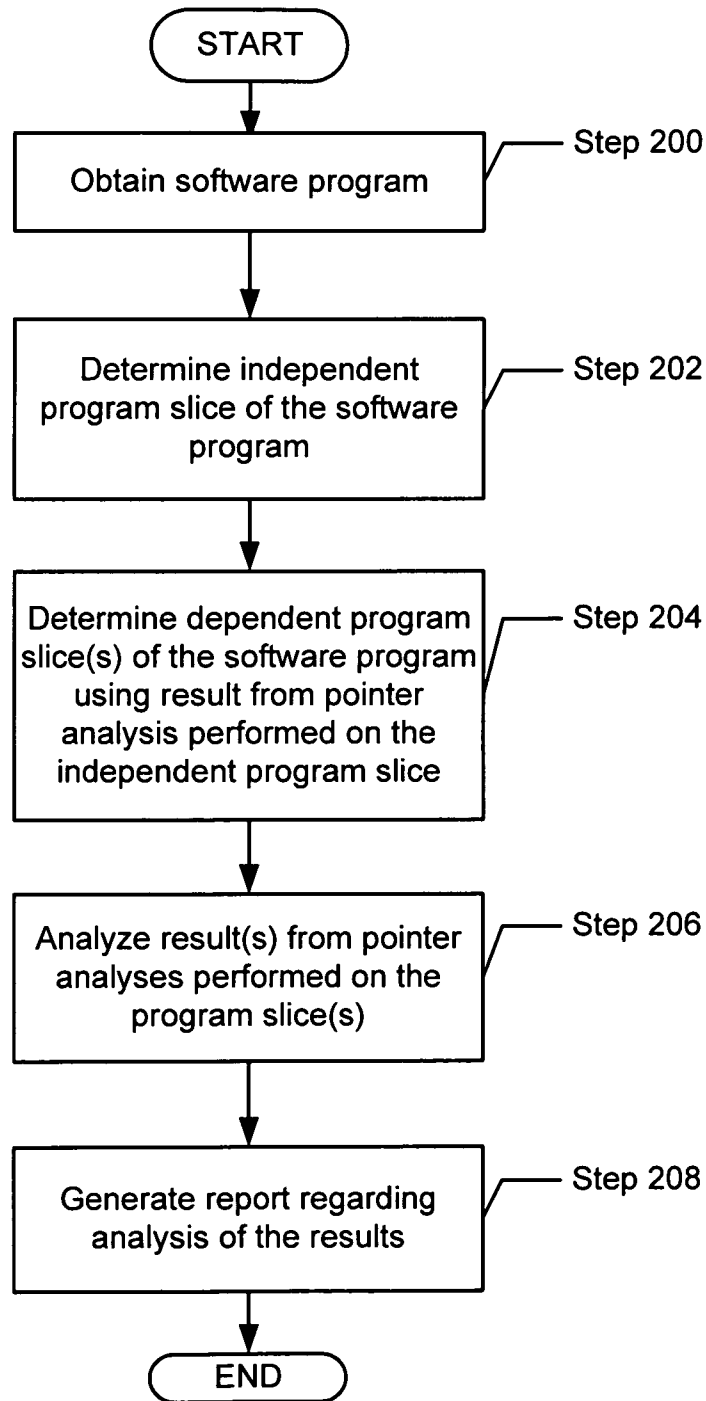 START
Obtain software program
Step 200
Determine independent
program slice of the software
program
Step 202
Determine dependent program
slice(s) of the software program
using result from pointer
analysis performed on the
independent program slice
Step 204
Analyze result(s) from pointer
analyses performed on the
program slice(s)
Step 206
Generate report regarding
analysis of the results
Step 208
END